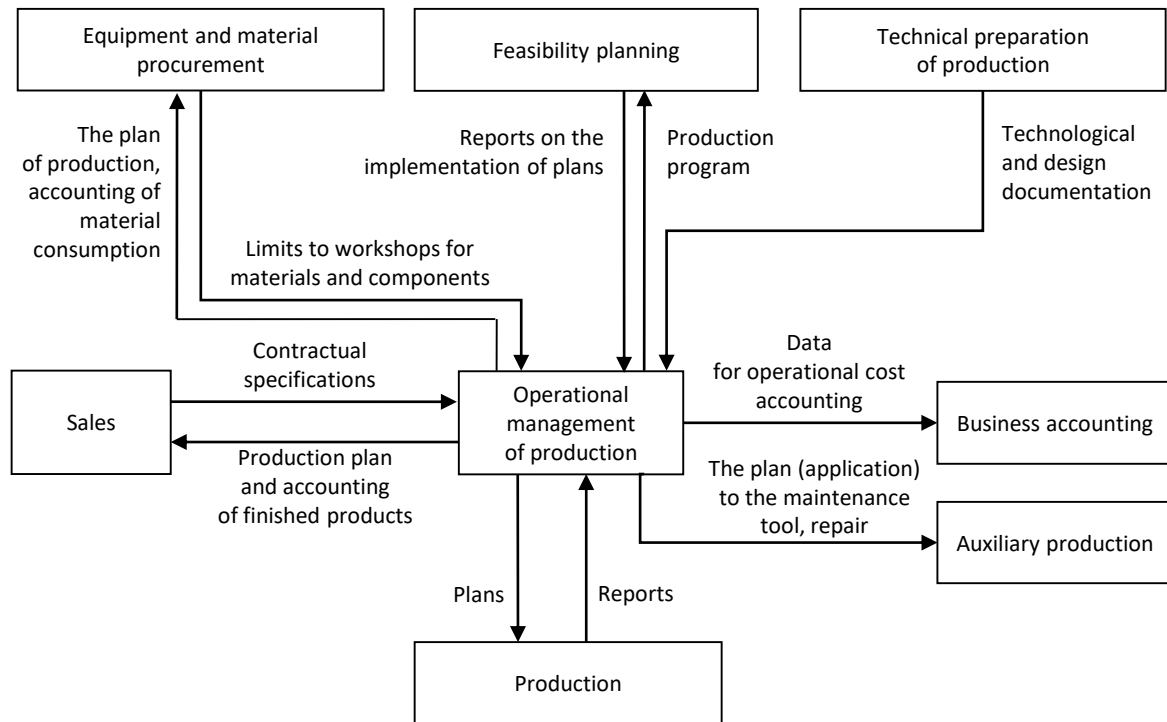 Equipment and material
procurement
Feasibility planning
Technical preparation
of production
The plan
of production,
accounting of
material
consumption
Reports on the
implementation of plans
Production
program
Technological
and design
documentation
Limits to workshops for
materials and components
Contractual
specifications
Data
for operational cost
accounting
Sales
Operational
management
of production
Business accounting
Production plan
and accounting
of finished products
The plan (application)
to the maintenance
tool, repair
Auxiliary production
Plans
Reports
Production